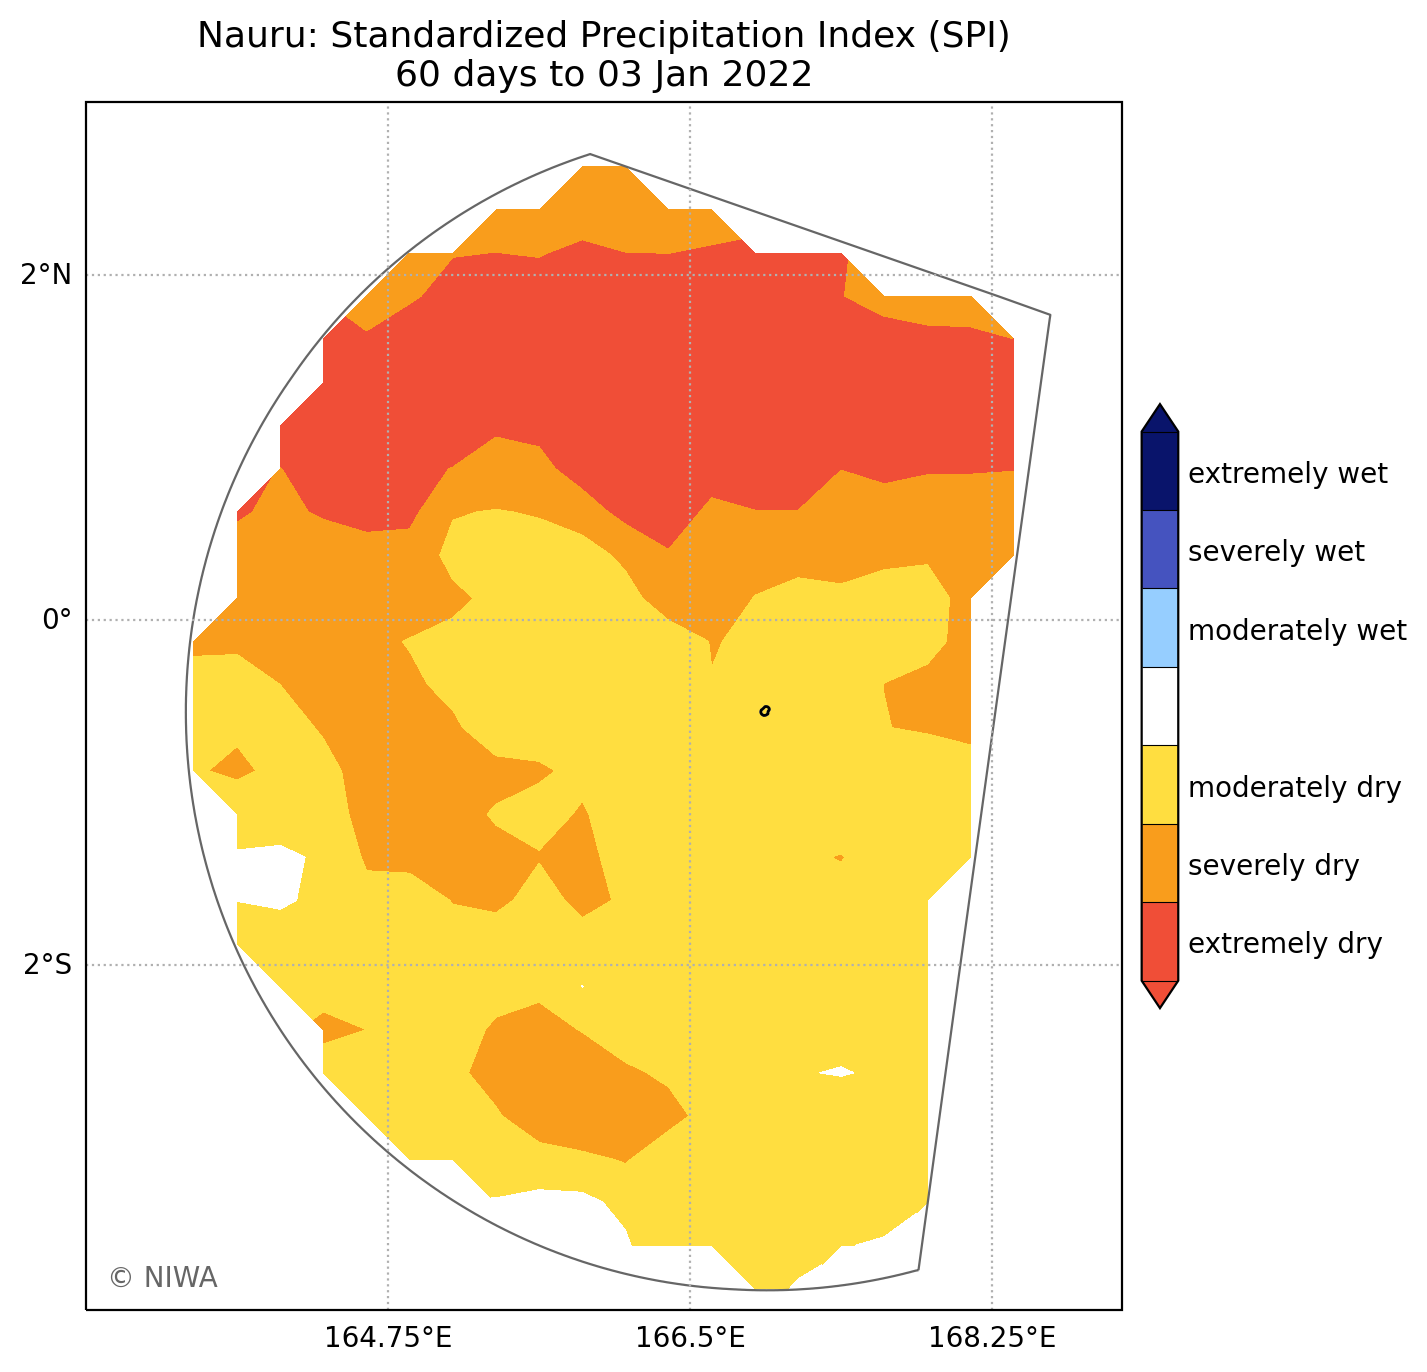 Nauru: Standardized Precipitation Index (SPI)
60 days to 03 Jan 2022
2°N
0°
2°S
164.75°E
166.5°E
168.25°E
extremely wet
severely wet
moderately wet
moderately dry
severely dry
extremely dry
© NIWA